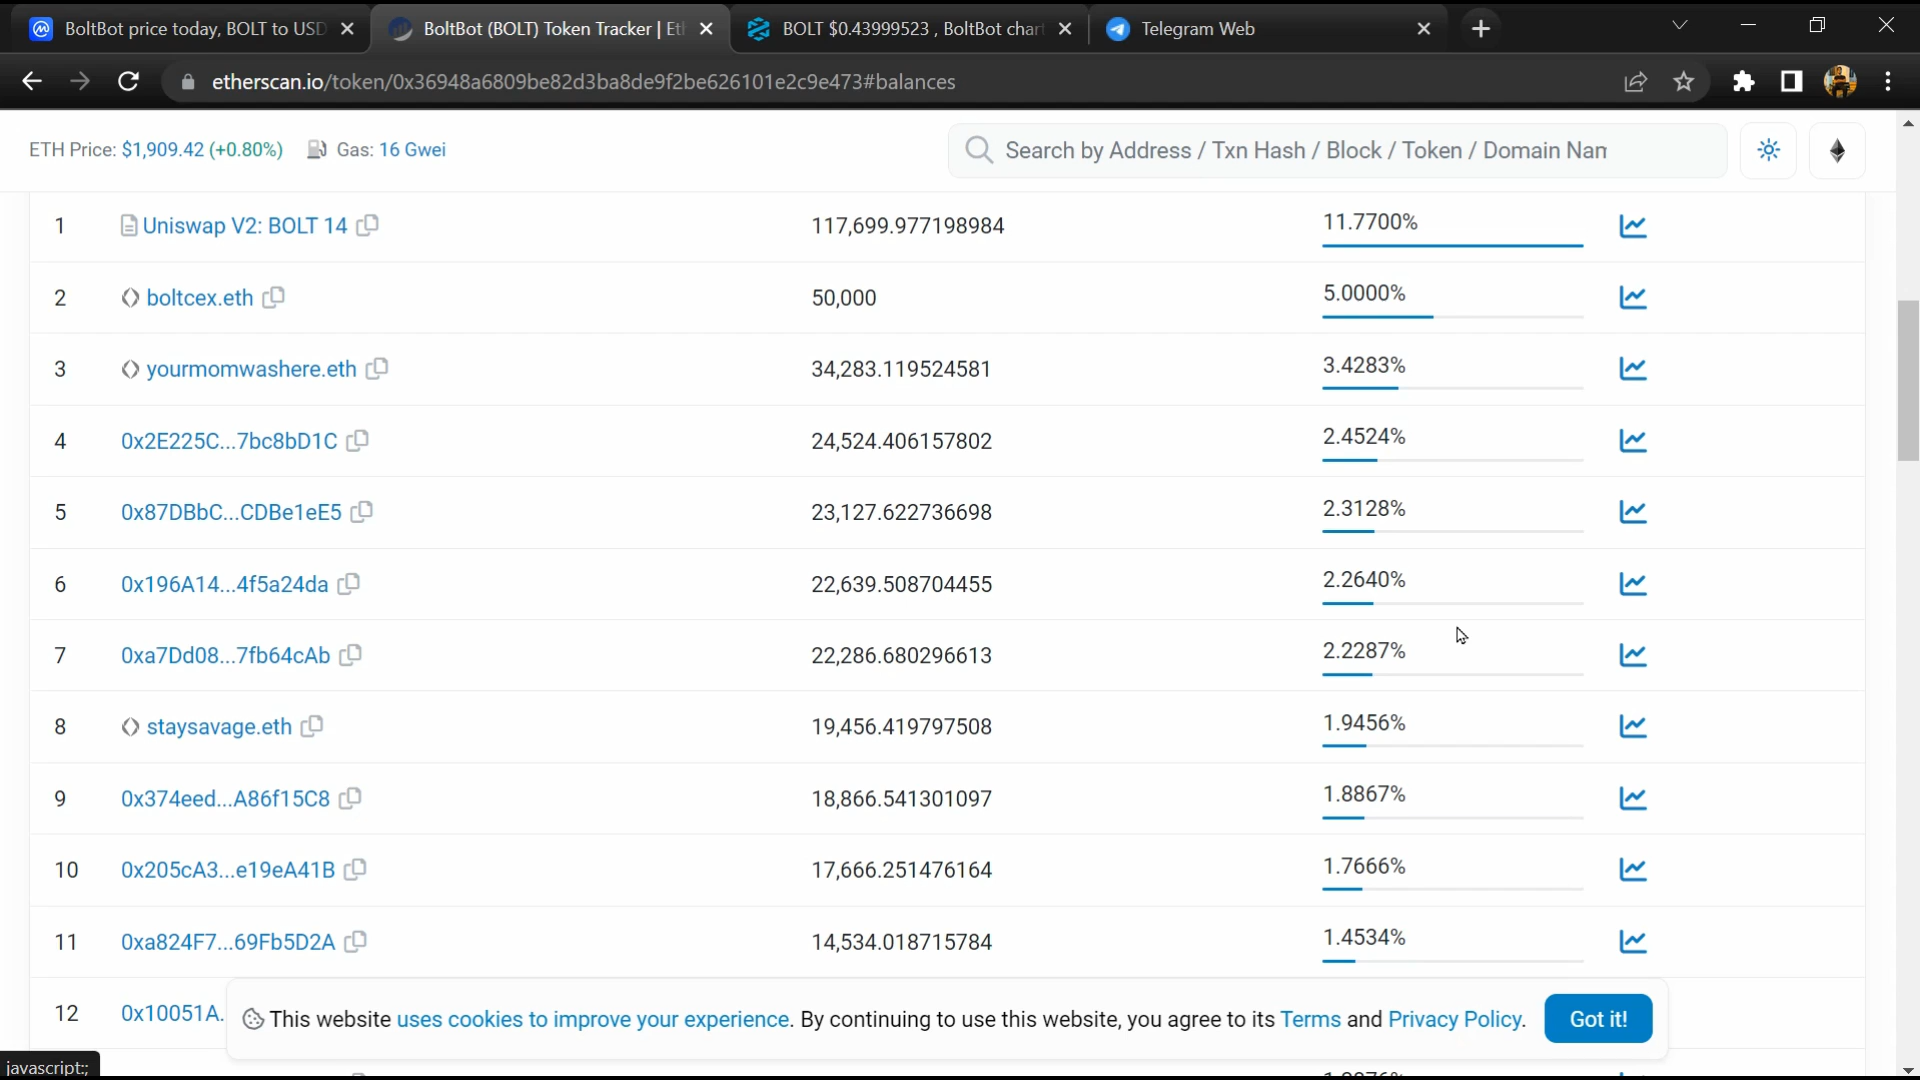 BoltBot price today, BOLT to USD
BoltBot (BOLT) Token Tracker | Et
BOLT $0.43999523 , BoltBot char
Telegram Web
etherscan.io/token/0x36948a6809be82d3ba8de9f2be626101e2c9e473#balances
ETH Price: $1,909.42 (+0.80%) Gas: 16 Gwei
Search by Address / Txn Hash / Block / Token / Domain Nam
1 Uniswap V2: BOLT 14 117,699.977198984 11.7700%
2 boltcex.eth 50,000 5.0000%
3 yourmomwashere.eth 34,283.119524581 3.4283%
4 0x2E225C...7bc8bD1C 24,524.406157802 2.4524%
5 0x87DBbC...CDBe1eE5 23,127.622736698 2.3128%
6 0x196A14...4f5a24da 22,639.508704455 2.2640%
7 0xa7Dd08...7fb64cAb 22,286.680296613 2.2287%
8 staysavage.eth 19,456.419797508 1.9456%
9 0x374eed...A86f15C8 18,866.541301097 1.8867%
10 0x205cA3...e19eA41B 17,666.251476164 1.7666%
11 0xa824F7...69Fb5D2A 14,534.018715784 1.4534%
12 0x10051A.
This website uses cookies to improve your experience. By continuing to use this website, you agree to its Terms and Privacy Policy. Got it!
javascript:;